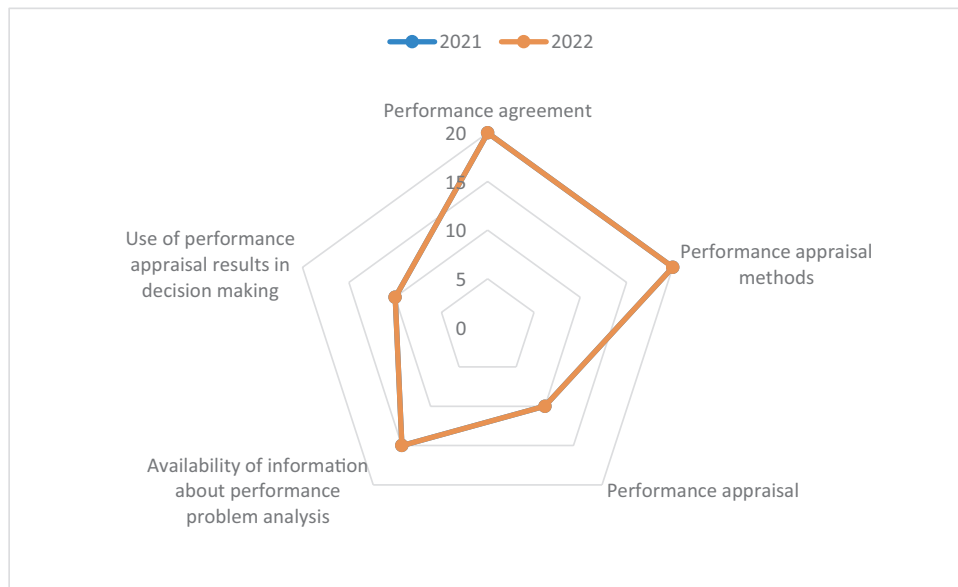 2021 2022
Performance agreement
20
15
10
5
0
Performance appraisal
methods
Performance appraisal
Availability of information
about performance
problem analysis
Use of performance
appraisal results in
decision making